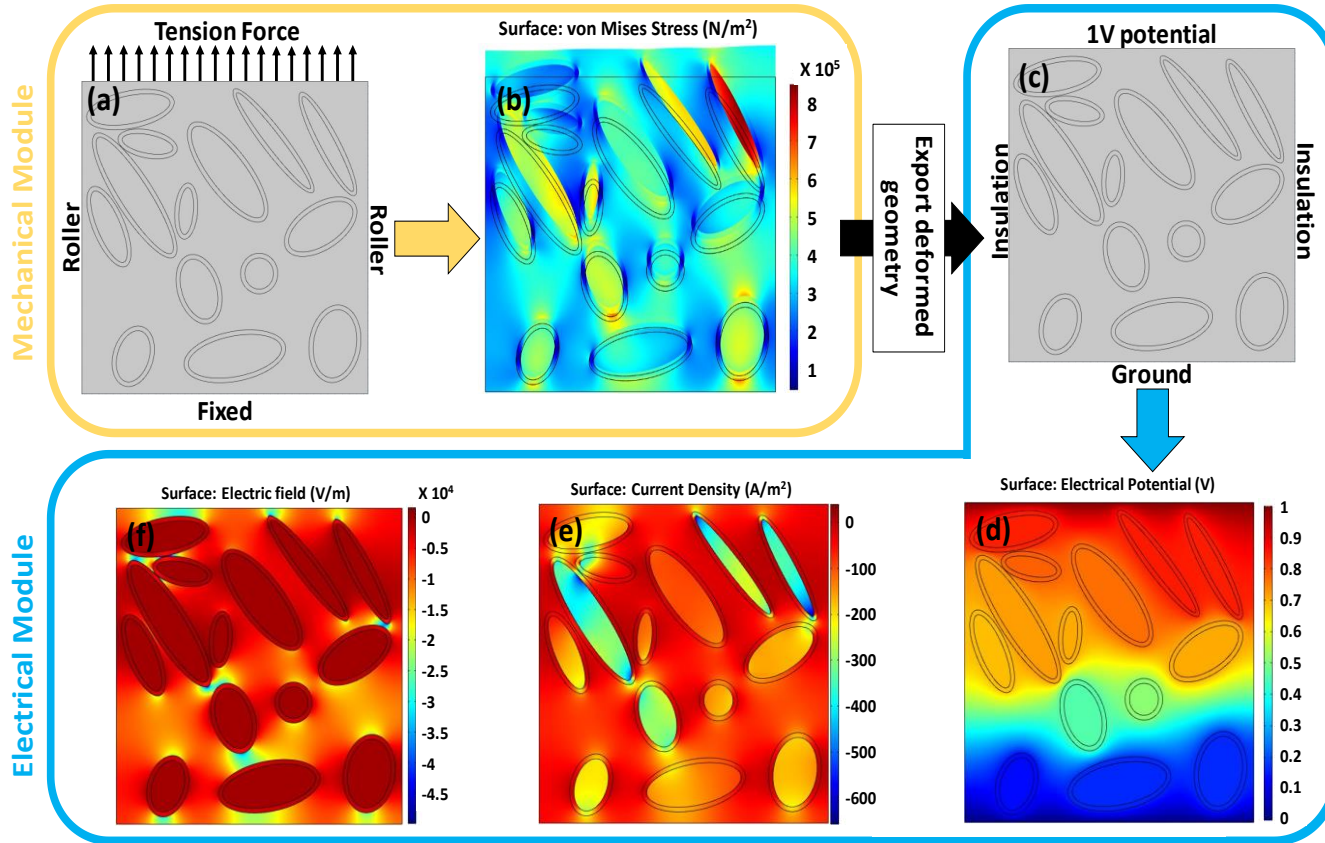 Mechanical Module
Tension Force
(a)
Roller
Roller
Fixed
Surface: von Mises Stress (N/m²)
(b)
X 10⁵
8
7
6
5
4
3
2
1
Export deformed
geometry
1V potential
(c)
Insulation
Insulation
Ground
Electrical Module
Surface: Electric field (V/m)
X 10⁴
(f)
0
-0.5
-1
-1.5
-2
-2.5
-3
-3.5
-4
-4.5
Surface: Current Density (A/m²)
(e)
0
-100
-200
-300
-400
-500
-600
Surface: Electrical Potential (V)
(d)
1
0.9
0.8
0.7
0.6
0.5
0.4
0.3
0.2
0.1
0